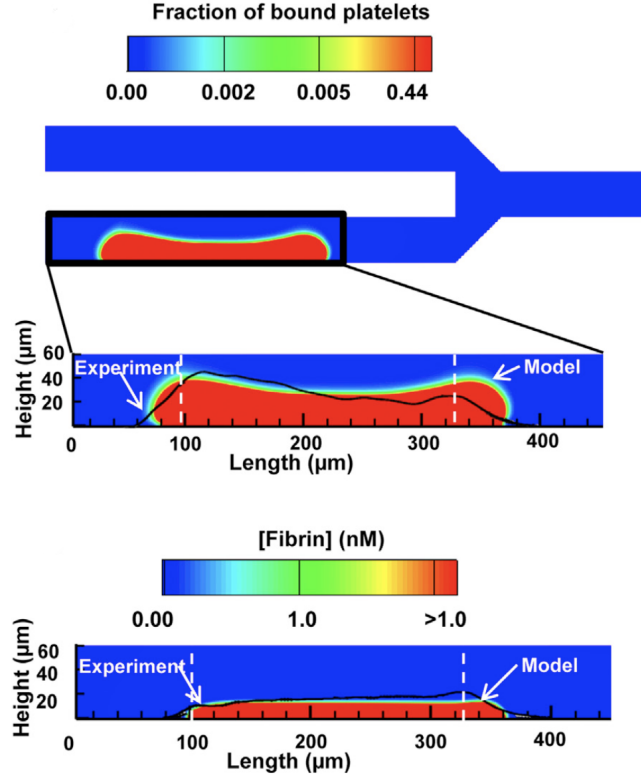 Fraction of bound platelets
0.00 0.002 0.005 0.44
Height (µm)
60
40
20
Experiment
Model
0 100 200 300 400
Length (µm)
[Fibrin] (nM)
0.00 1.0 >1.0
Height (µm)
60
40
20
Experiment
Model
0 100 200 300 400
Length (µm)